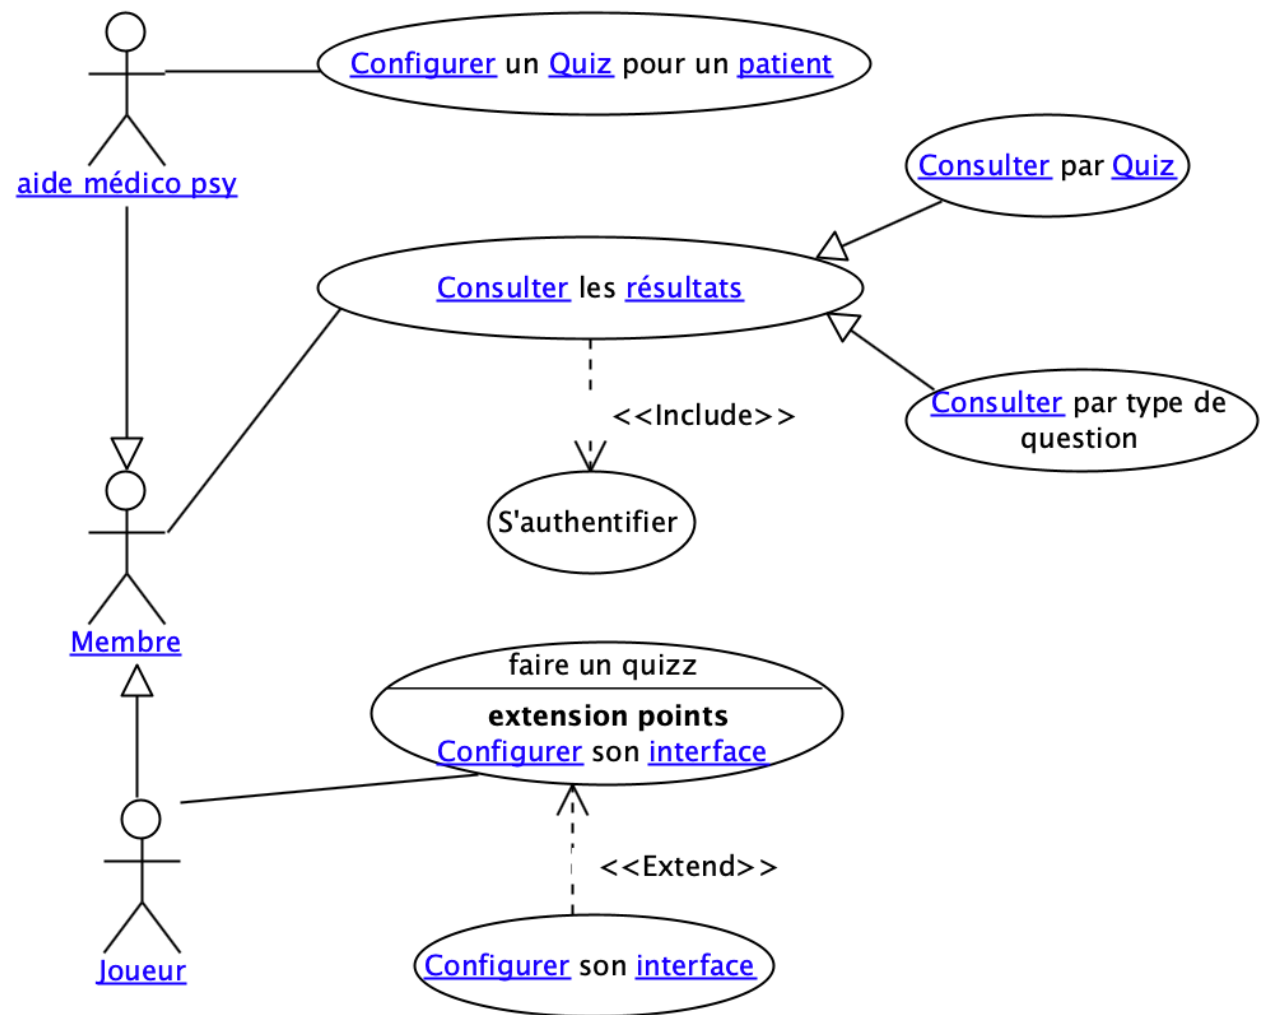 Configurer un Quiz pour un patient
aide médico psy
Consulter par Quiz
Consulter les résultats
Consulter par type de
question
<<Include>>
S'authentifier
Membre
faire un quizz
extension points
Configurer son interface
<<Extend>>
Joueur
Configurer son interface